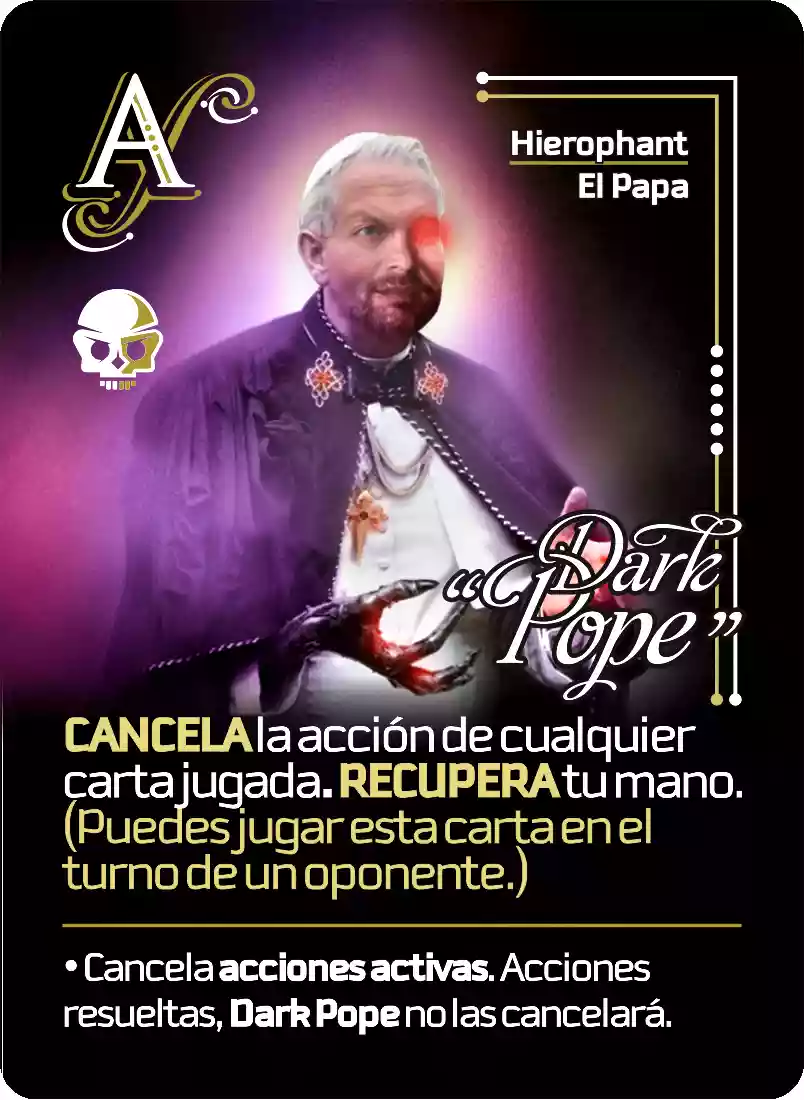 A
Hierophant
El Papa
“Dark
Pope”
CANCELA la acción de cualquier
carta jugada. RECUPERA tu mano.
(Puedes jugar esta carta en el
turno de un oponente.)
• Cancela acciones activas. Acciones
resueltas, Dark Pope no las cancelará.